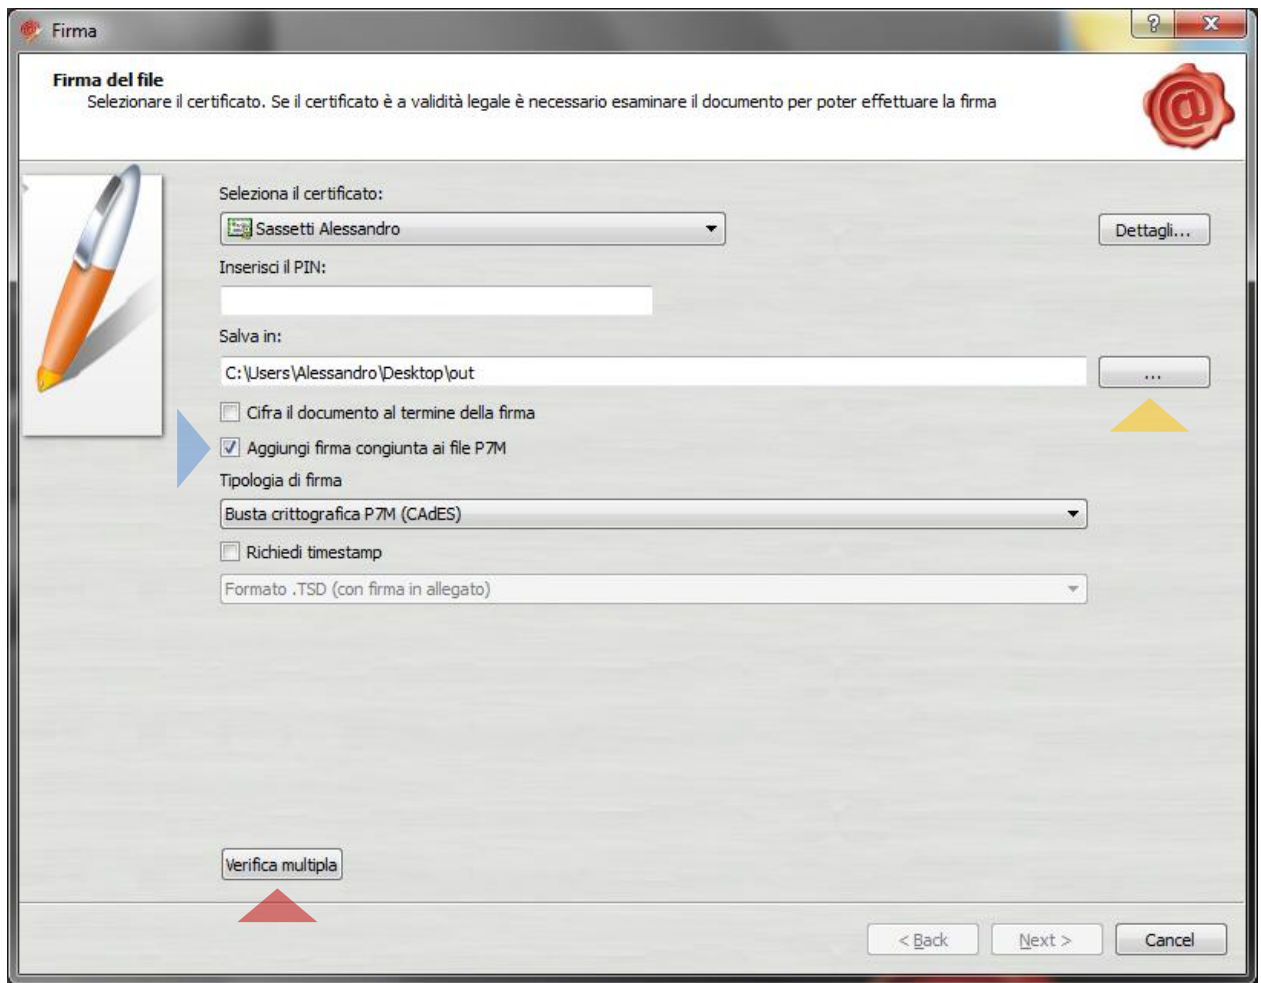 Firma
?
X
Firma del file
Selezionare il certificato. Se il certificato è a validità legale è necessario esaminare il documento per poter effettuare la firma
@
Seleziona il certificato:
Sassetti Alessandro
Dettagli...
Inserisci il PIN:
Salva in:
C:\Users\Alessandro\Desktop\out
...
Cifra il documento al termine della firma
Aggiungi firma congiunta ai file P7M
Tipologia di firma
Busta crittografica P7M (CAdES)
Richiedi timestamp
Formato .TSD (con firma in allegato)
Verifica multipla
< Back
Next >
Cancel